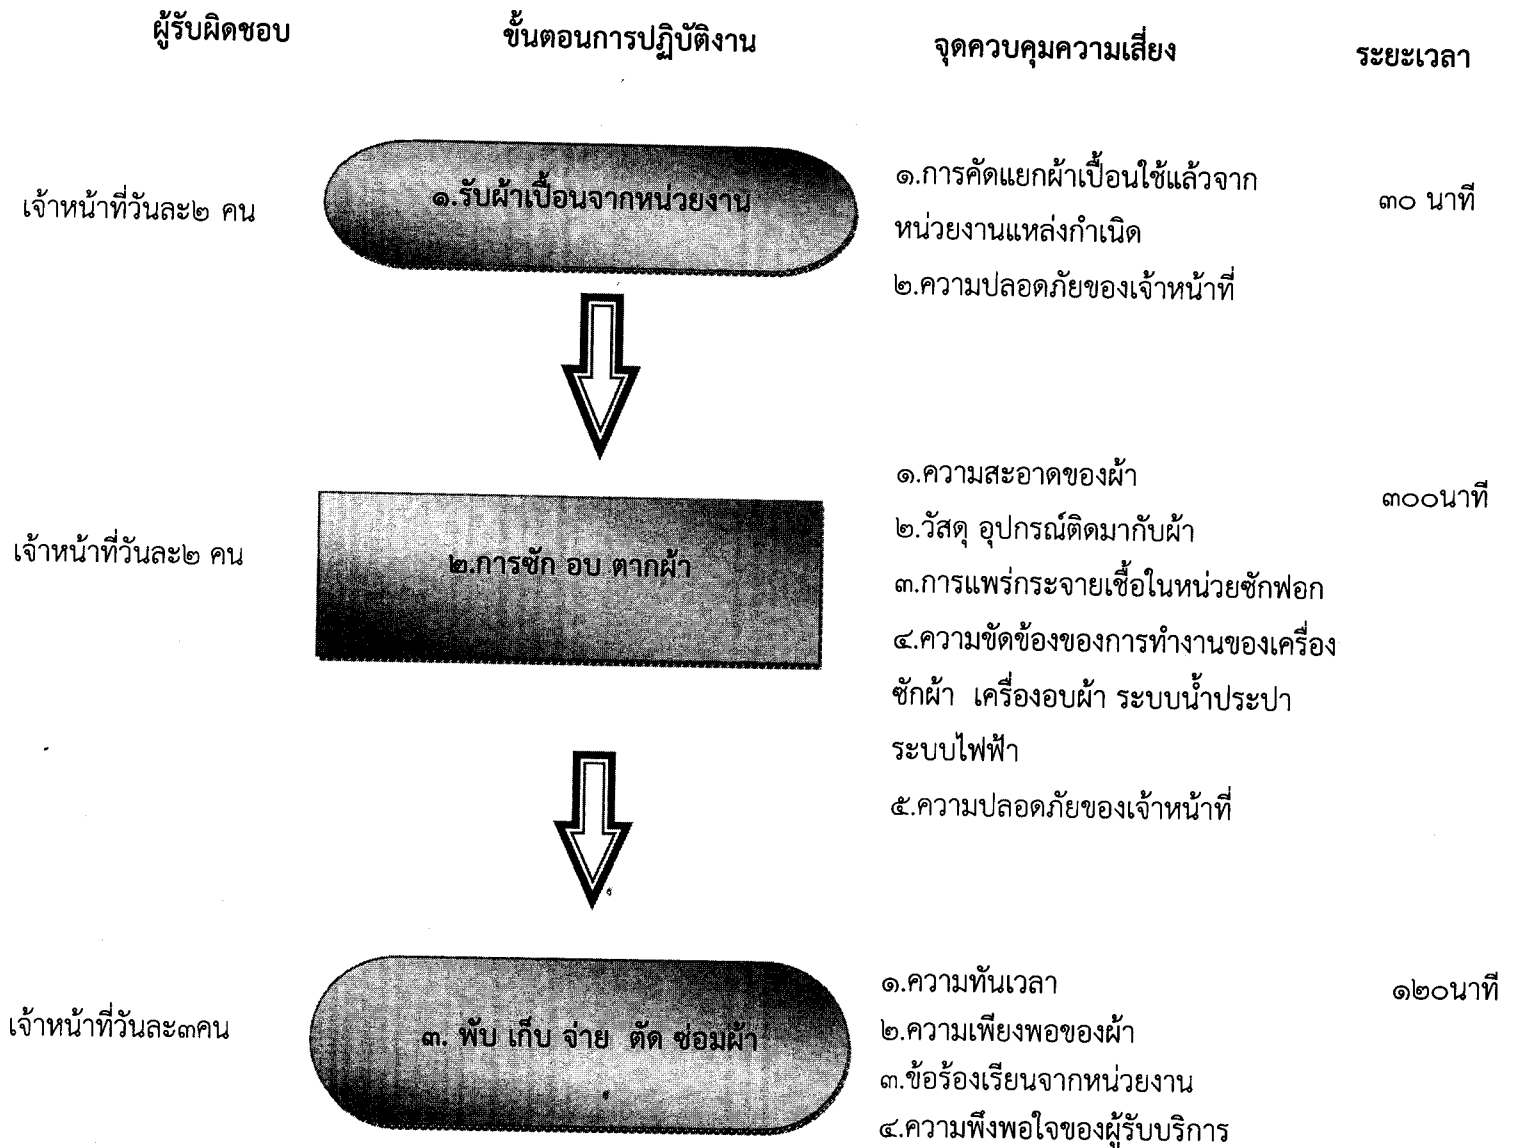 ผู้รับผิดชอบ ขั้นตอนการปฏิบัติงาน จุดควบคุมความเสี่ยง ระยะเวลา
เจ้าหน้าที่วันละ๒ คน
๑.รับผ้าเปื้อนจากหน่วยงาน
๑.การคัดแยกผ้าเปื้อนใช้แล้วจาก
หน่วยงานแหล่งกำเนิด
๒.ความปลอดภัยของเจ้าหน้าที่
๓๐ นาที
เจ้าหน้าที่วันละ๒ คน
๒.การซัก อบ ตากผ้า
๑.ความสะอาดของผ้า
๒.วัสดุ อุปกรณ์ติดมากับผ้า
๓.การแพร่กระจายเชื้อในหน่วยซักฟอก
๔.ความขัดข้องของการทำงานของเครื่อง
ซักผ้า เครื่องอบผ้า ระบบน้ำประปา
ระบบไฟฟ้า
๕.ความปลอดภัยของเจ้าหน้าที่
๓๐๐นาที
เจ้าหน้าที่วันละ๓คน
๓. พับ เก็บ จ่าย ตัด ซ่อมผ้า
๑.ความทันเวลา
๒.ความเพียงพอของผ้า
๓.ข้อร้องเรียนจากหน่วยงาน
๔.ความพึงพอใจของผู้รับบริการ
๑๒๐นาที